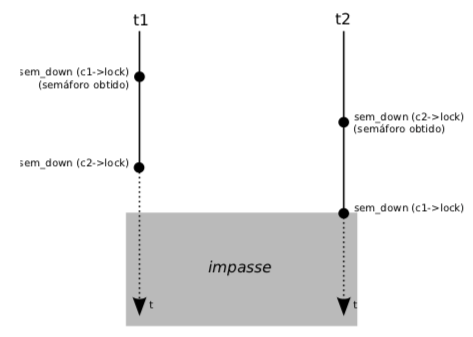 t1
t2
sem_down (c1->lock)
(semáforo obtido)
sem_down (c2->lock)
(semáforo obtido)
sem_down (c2->lock)
sem_down (c1->lock)
impasse
t
t